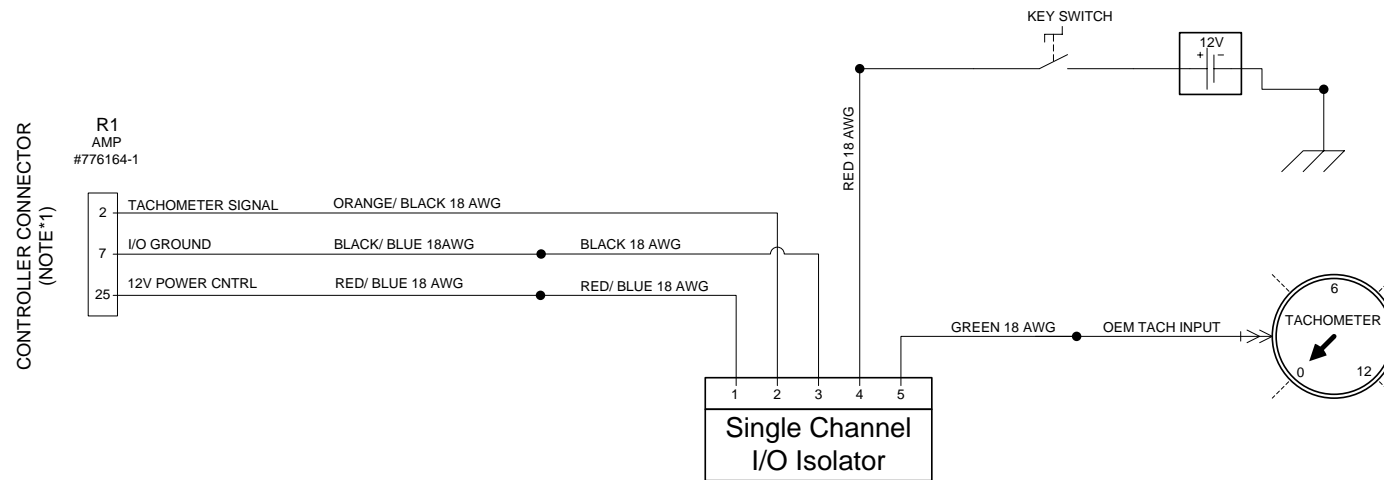 KEY SWITCH
12V
+ −
RED 18 AWG
CONTROLLER CONNECTOR
(NOTE*1)
R1
AMP
#776164-1
2 TACHOMETER SIGNAL ORANGE/ BLACK 18 AWG
7 I/O GROUND BLACK/ BLUE 18AWG BLACK 18 AWG
25 12V POWER CNTRL RED/ BLUE 18 AWG RED/ BLUE 18 AWG
GREEN 18 AWG OEM TACH INPUT
6
TACHOMETER
0 12
1 2 3 4 5
Single Channel
I/O Isolator